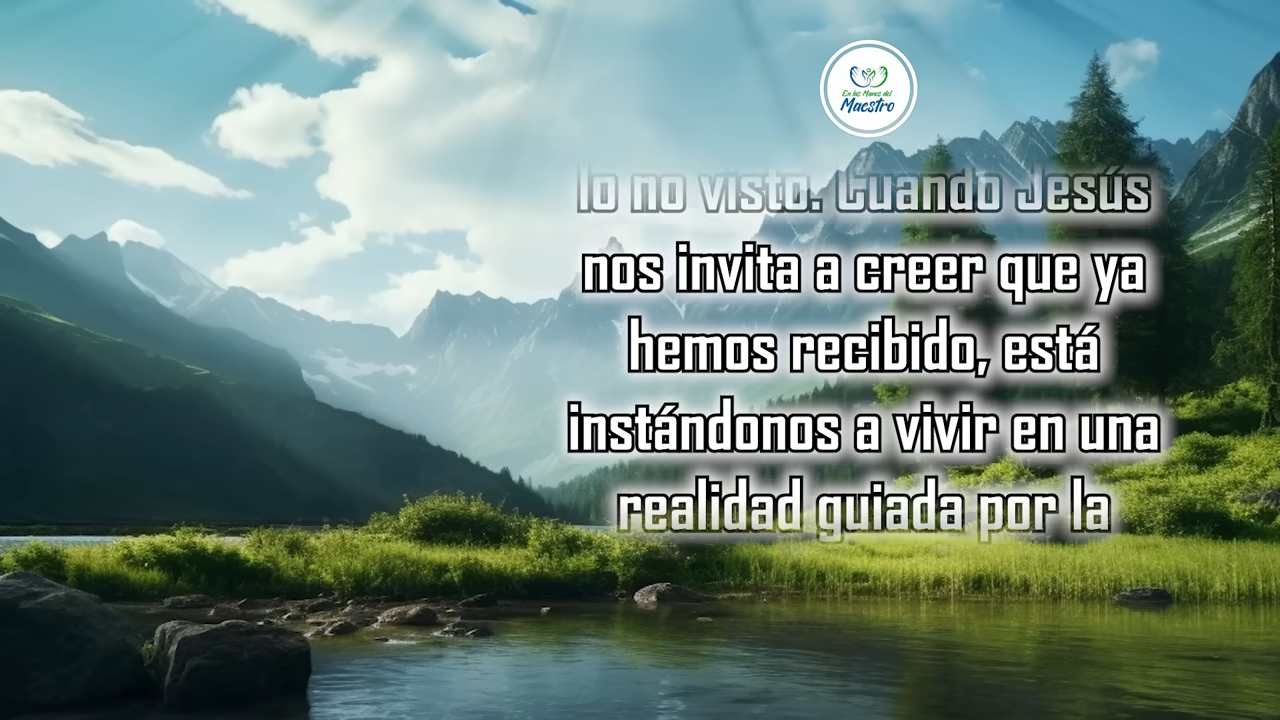 En las Manos del
Maestro
lo no visto. Cuando Jesús
nos invita a creer que ya
hemos recibido, está
instándonos a vivir en una
realidad guiada por la